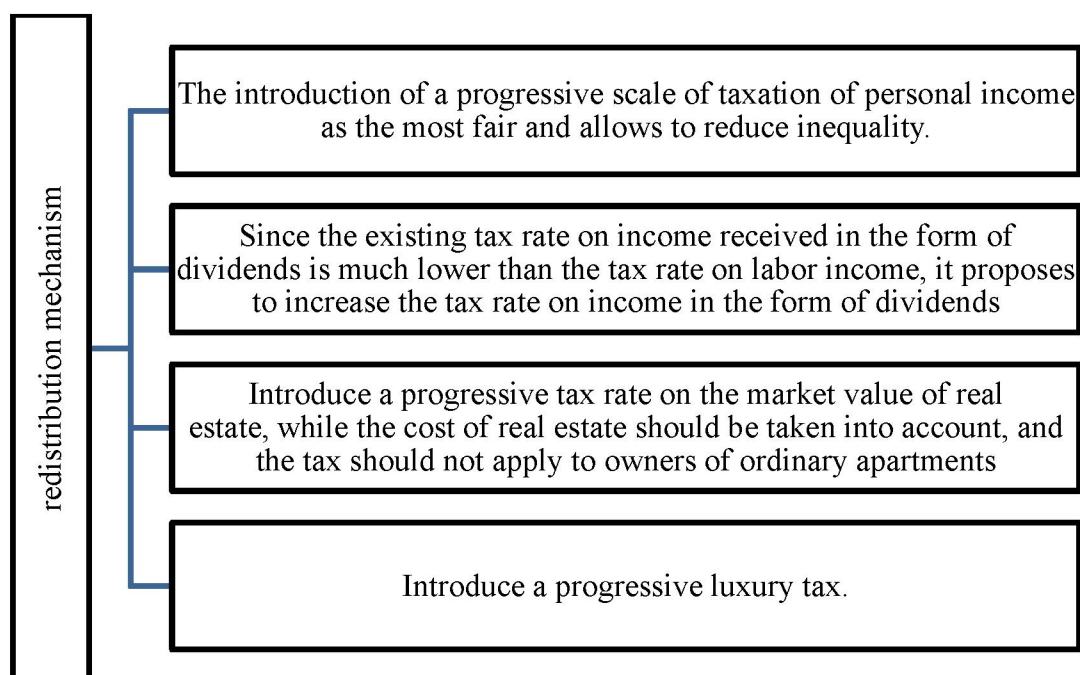 redistribution mechanism
The introduction of a progressive scale of taxation of personal income
as the most fair and allows to reduce inequality.
Since the existing tax rate on income received in the form of
dividends is much lower than the tax rate on labor income, it proposes
to increase the tax rate on income in the form of dividends
Introduce a progressive tax rate on the market value of real
estate, while the cost of real estate should be taken into account, and
the tax should not apply to owners of ordinary apartments
Introduce a progressive luxury tax.